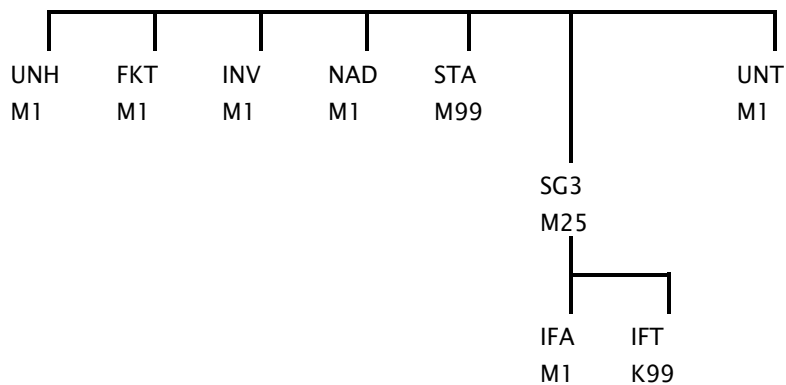 UNH FKT INV NAD STA UNT
M1 M1 M1 M1 M99 M1
SG3
M25
IFA IFT
M1 K99